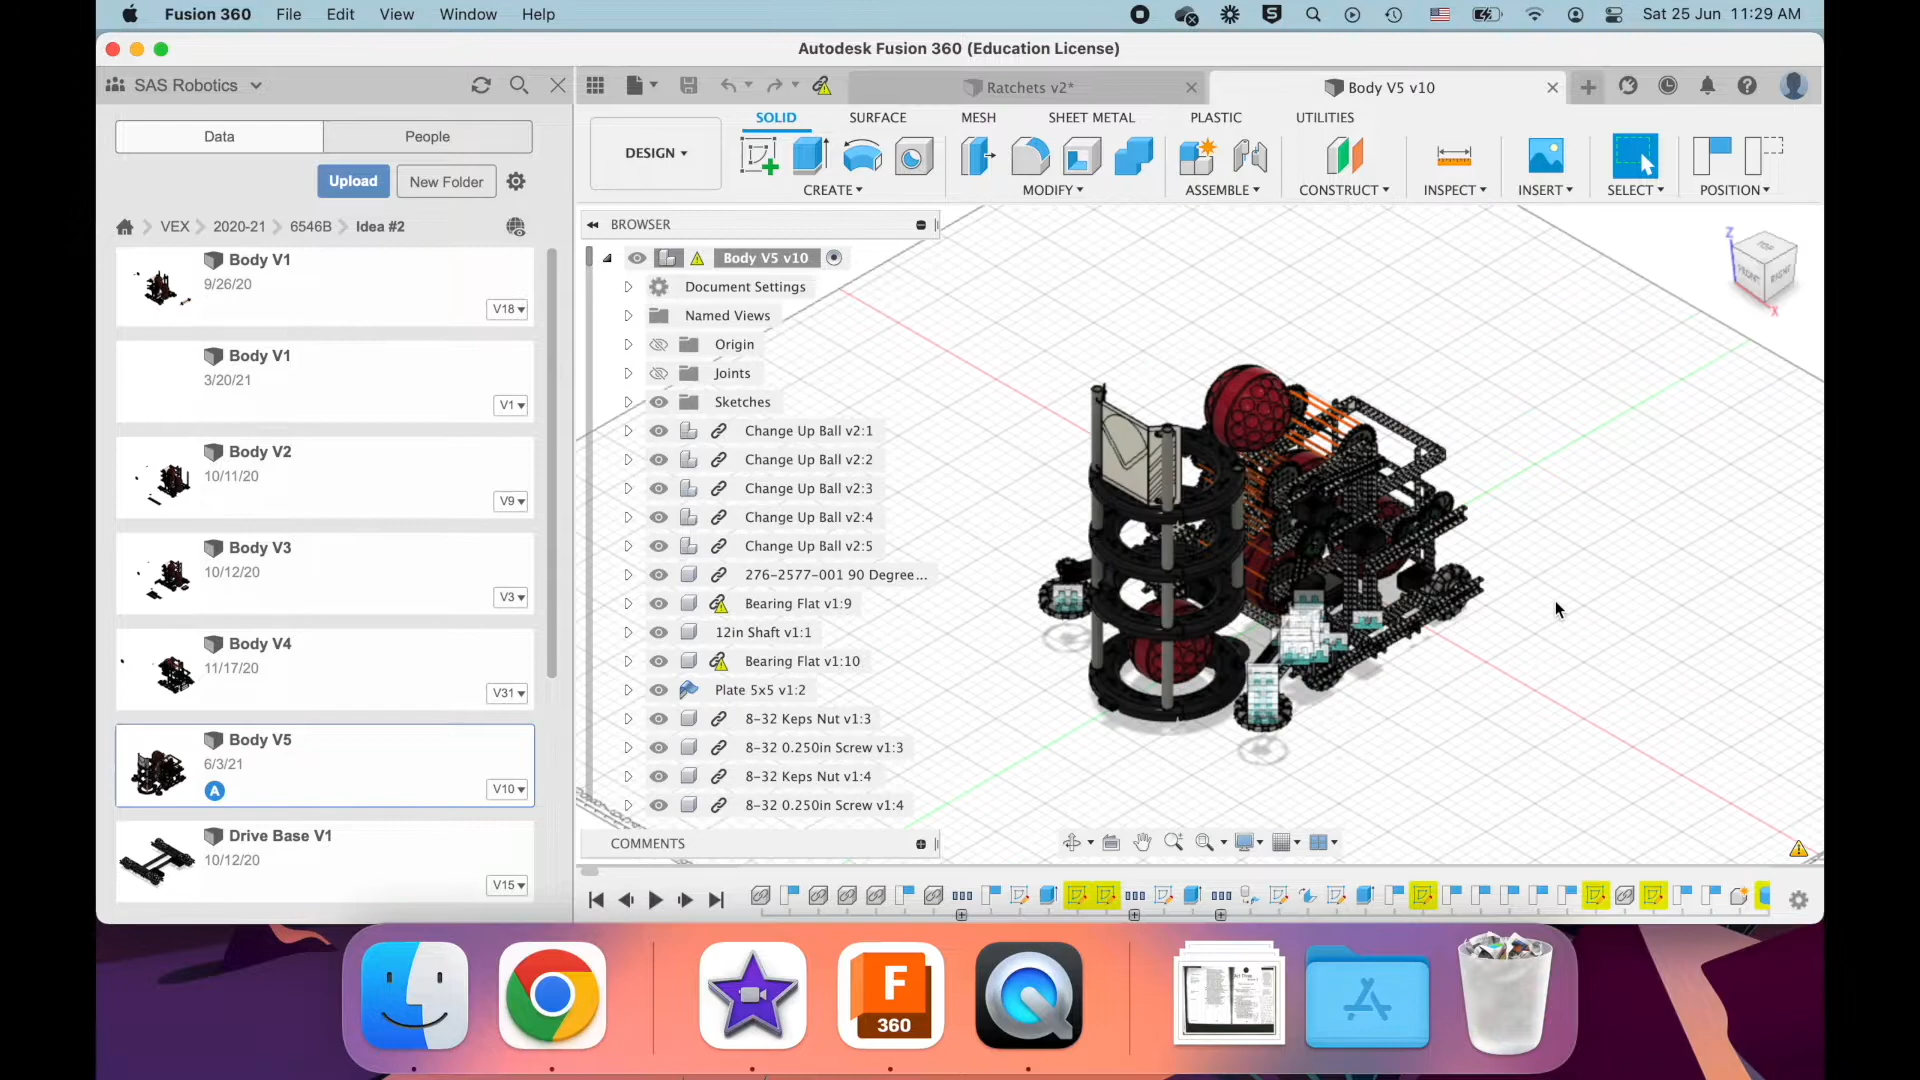 Fusion 360 File Edit View Window Help Sat 25 Jun 11:29 AM
Autodesk Fusion 360 (Education License)
SAS Robotics
Ratchets v2*
Body V5 v10
Data People
Upload New Folder
VEX 2020-21 6546B Idea #2
Body V1
9/26/20
V18
Body V1
3/20/21
V1
Body V2
10/11/20
V9
Body V3
10/12/20
V3
Body V4
11/17/20
V31
Body V5
6/3/21
A
V10
Drive Base V1
10/12/20
V15
SOLID SURFACE MESH SHEET METAL PLASTIC UTILITIES
DESIGN
CREATE MODIFY ASSEMBLE CONSTRUCT INSPECT INSERT SELECT POSITION
BROWSER
Body V5 v10
Document Settings
Named Views
Origin
Joints
Sketches
Change Up Ball v2:1
Change Up Ball v2:2
Change Up Ball v2:3
Change Up Ball v2:4
Change Up Ball v2:5
276-2577-001 90 Degree...
Bearing Flat v1:9
12in Shaft v1:1
Bearing Flat v1:10
Plate 5x5 v1:2
8-32 Keps Nut v1:3
8-32 0.250in Screw v1:3
8-32 Keps Nut v1:4
8-32 0.250in Screw v1:4
COMMENTS
Z
TOP
FRONT
RIGHT
X
F
360